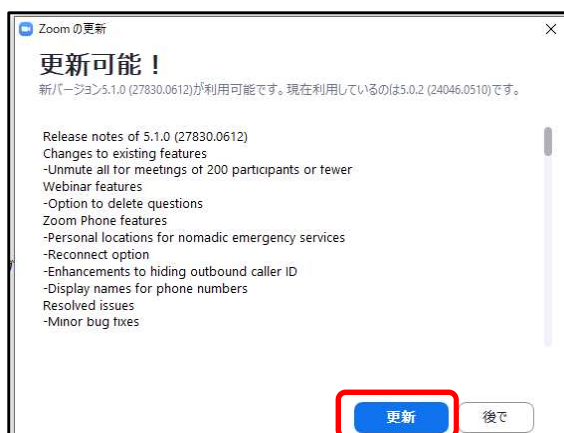 Zoom の更新
更新可能！
新バージョン5.1.0 (27830.0612)が利用可能です。現在利用しているのは5.0.2 (24046.0510)です。
Release notes of 5.1.0 (27830.0612)
Changes to existing features
-Unmute all for meetings of 200 participants or fewer
Webinar features
-Option to delete questions
Zoom Phone features
-Personal locations for nomadic emergency services
-Reconnect option
-Enhancements to hiding outbound caller ID
-Display names for phone numbers
Resolved issues
-Minor bug fixes
更新
後で